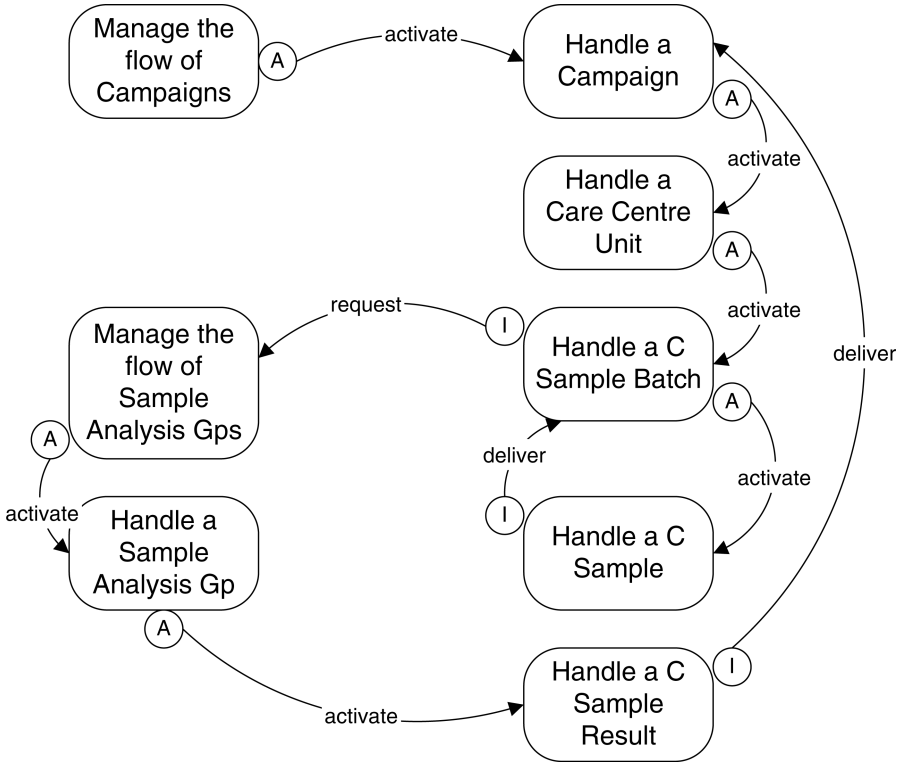 Manage the
flow of
Campaigns
A
activate
Handle a
Campaign
A
activate
Handle a
Care Centre
Unit
A
activate
request
I
Handle a C
Sample Batch
A
activate
deliver
Manage the
flow of
Sample
Analysis Gps
A
activate
Handle a
Sample
Analysis Gp
A
activate
deliver
I
Handle a C
Sample
Handle a C
Sample
Result
I